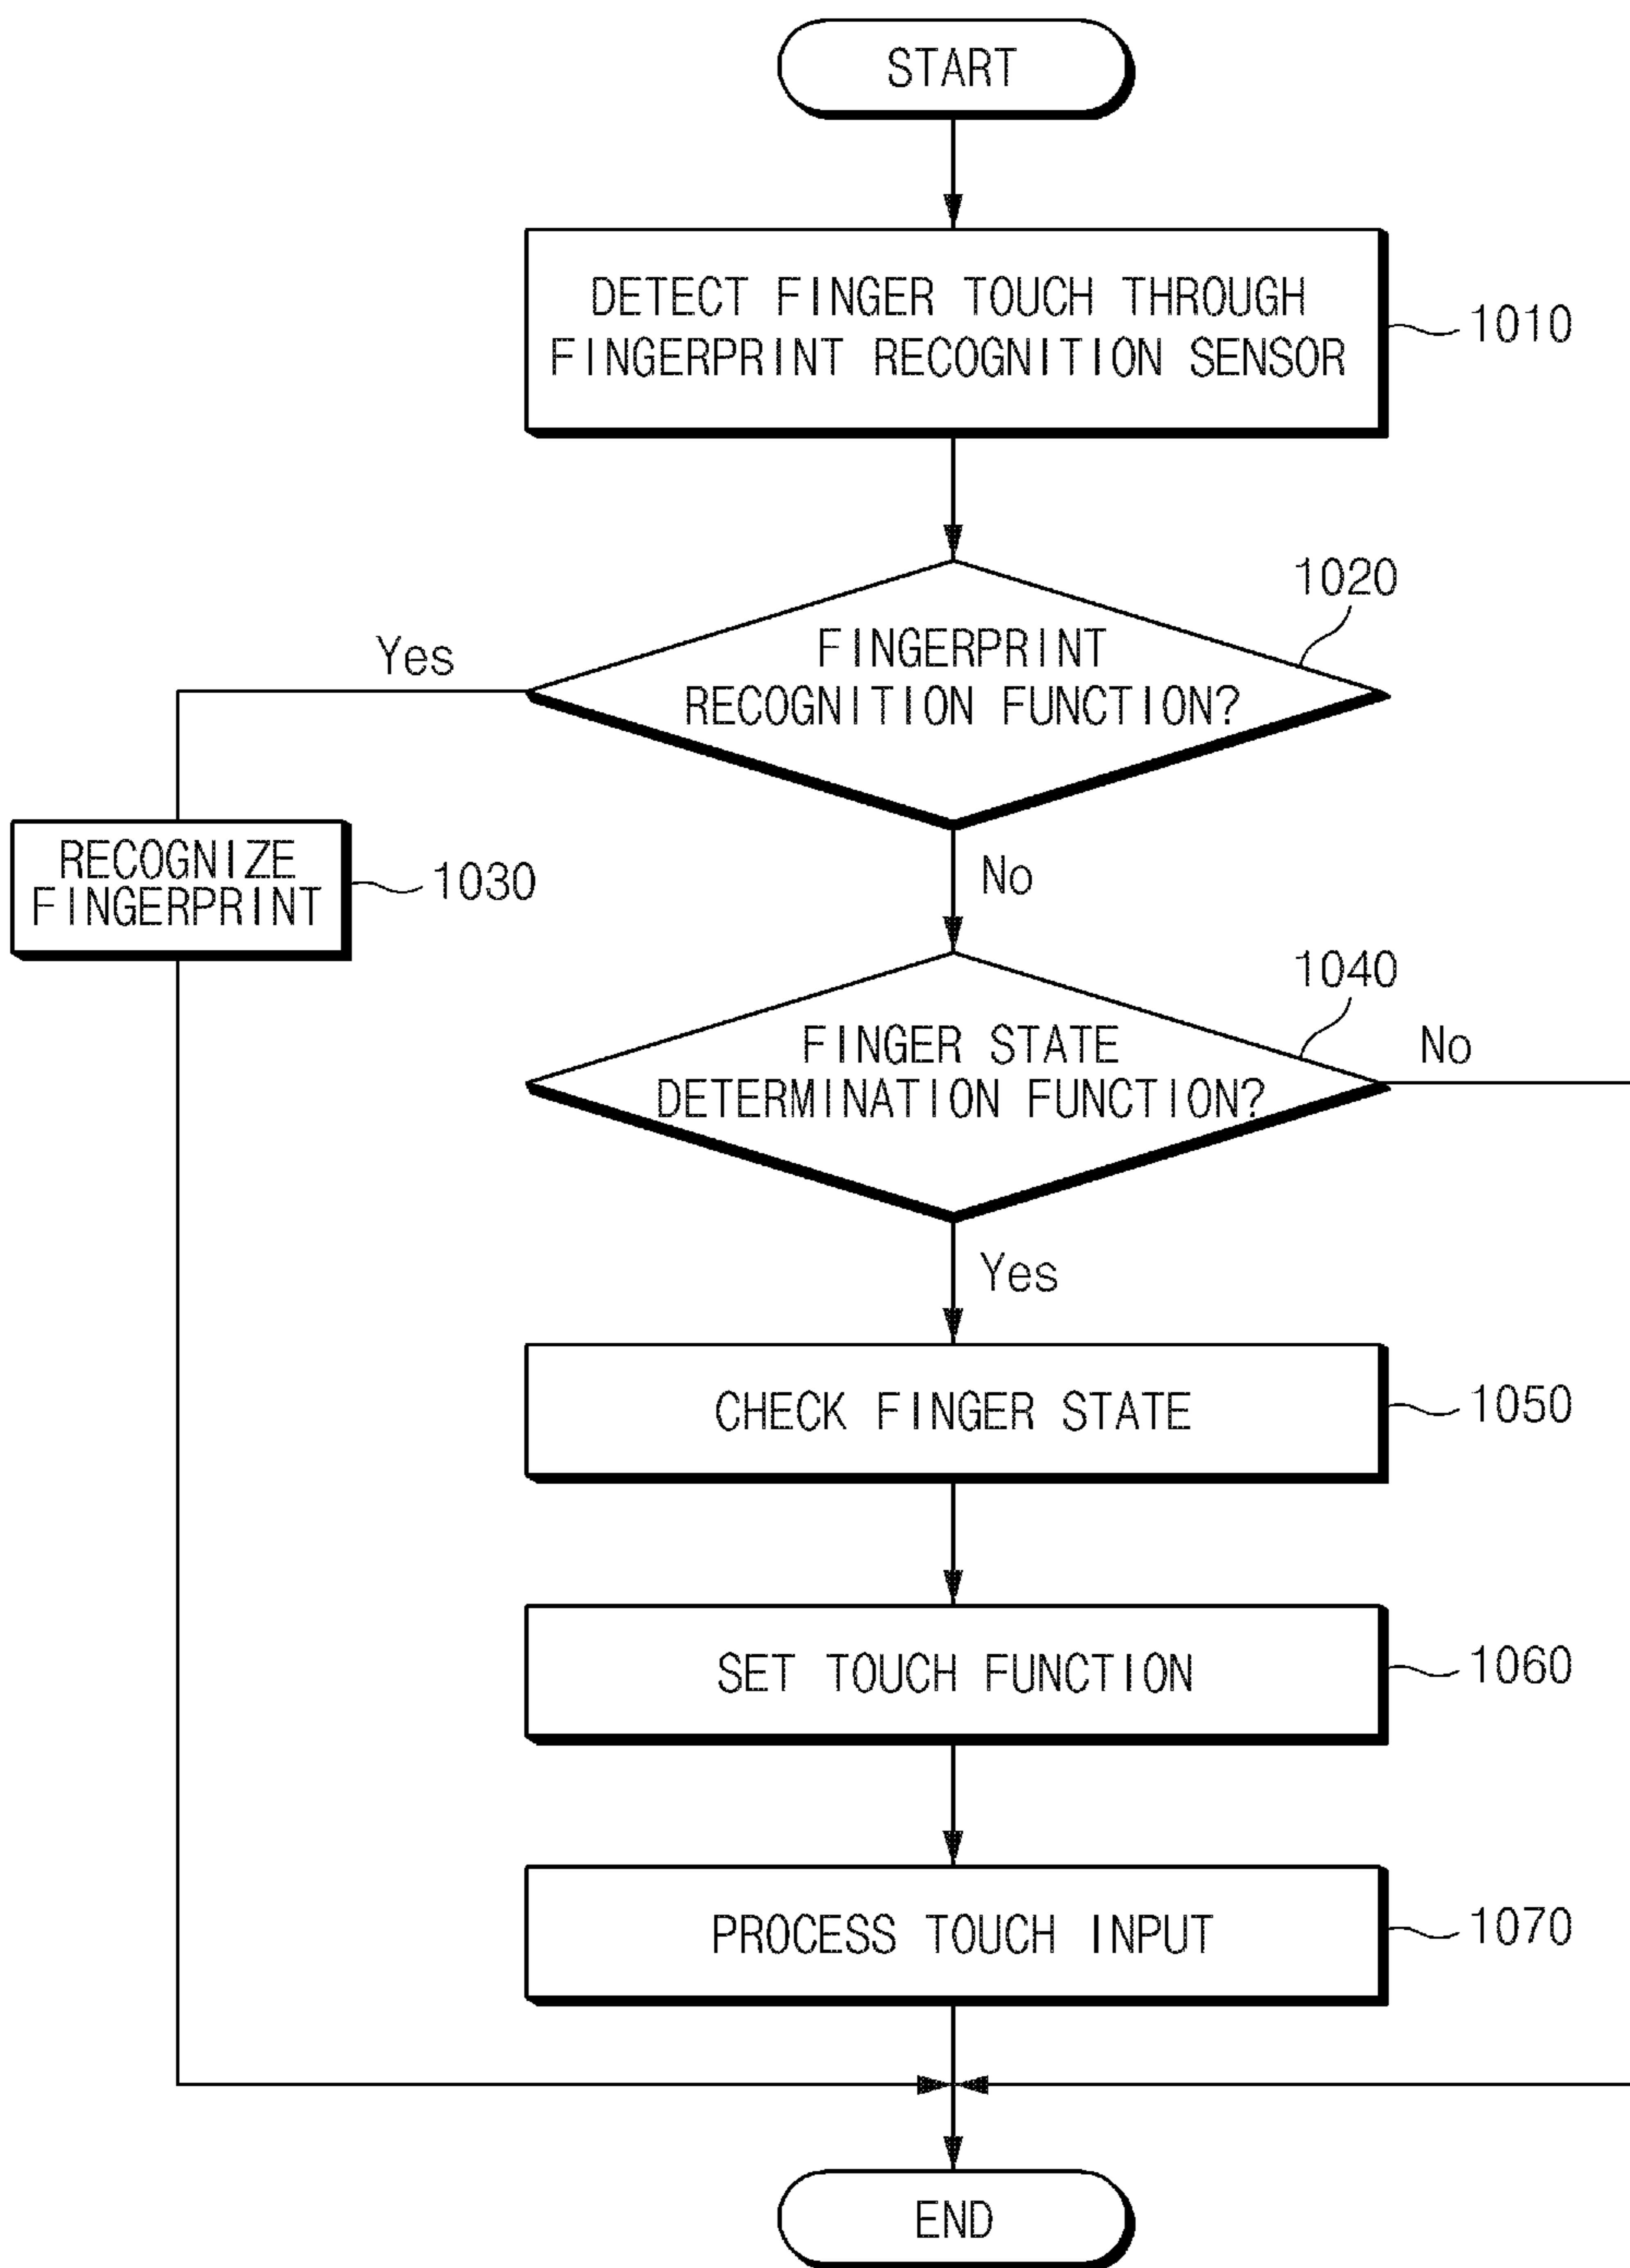 START
DETECT FINGER TOUCH THROUGH
FINGERPRINT RECOGNITION SENSOR
1010
1020
FINGERPRINT
RECOGNITION FUNCTION?
Yes
RECOGNIZE
FINGERPRINT
1030
No
1040
FINGER STATE
DETERMINATION FUNCTION?
No
Yes
CHECK FINGER STATE
1050
SET TOUCH FUNCTION
1060
PROCESS TOUCH INPUT
1070
END